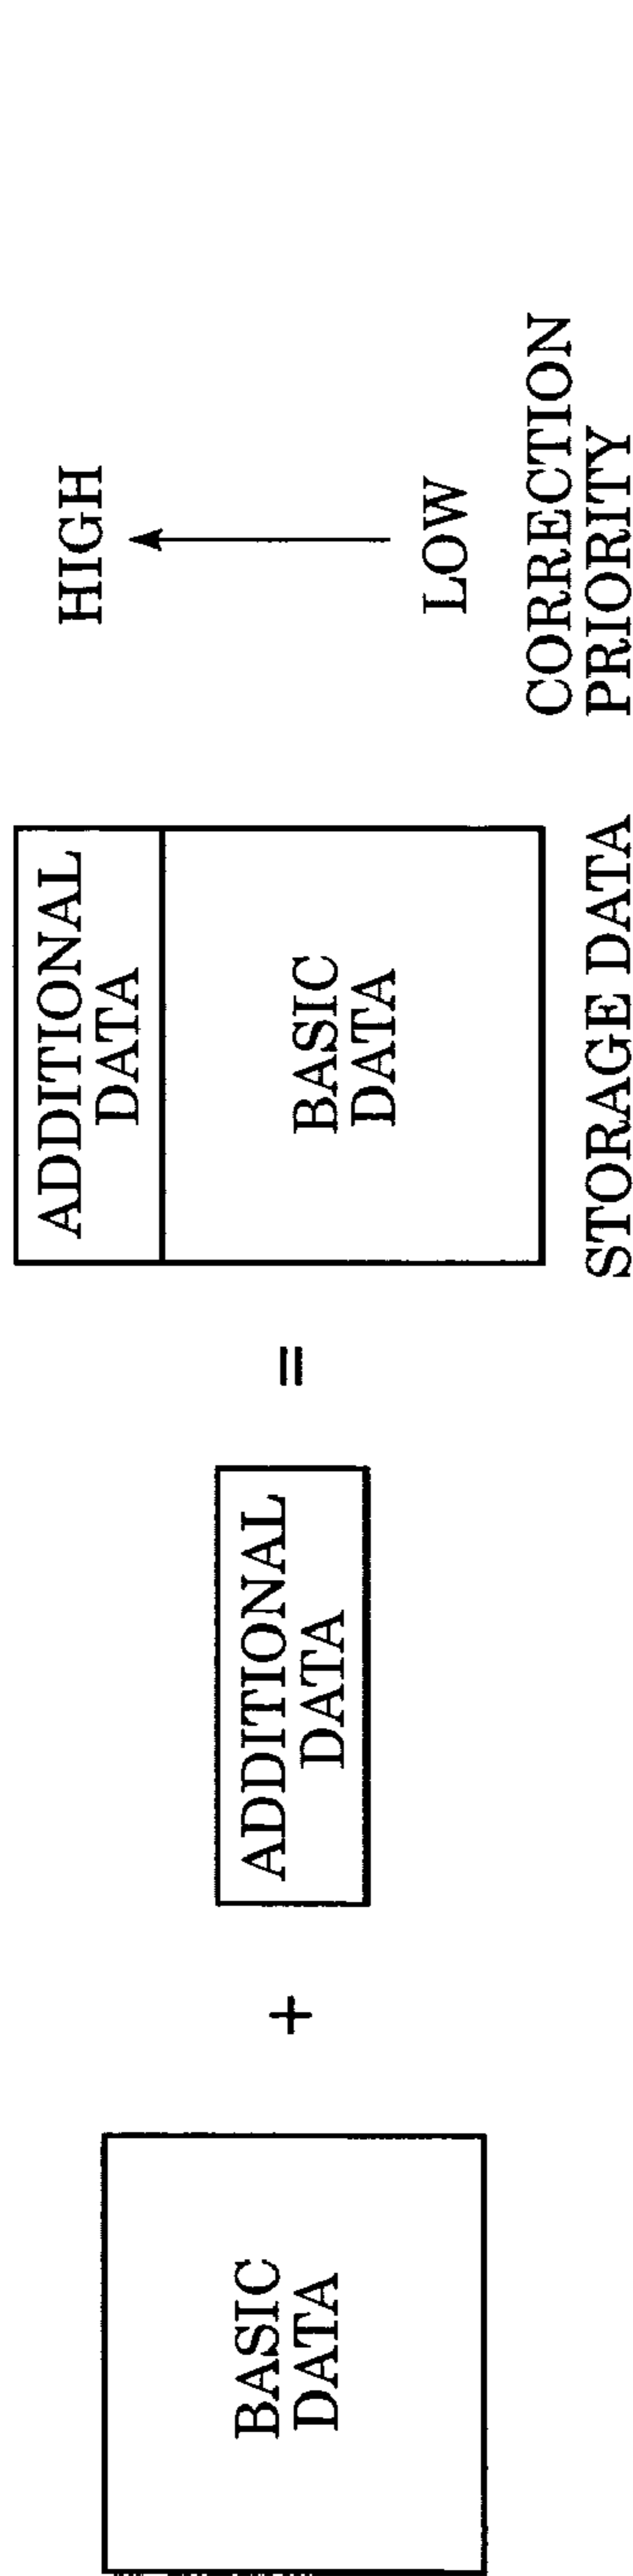 BASIC
DATA
+
ADDITIONAL
DATA
=
ADDITIONAL
DATA
BASIC
DATA
STORAGE DATA
HIGH
LOW
CORRECTION
PRIORITY